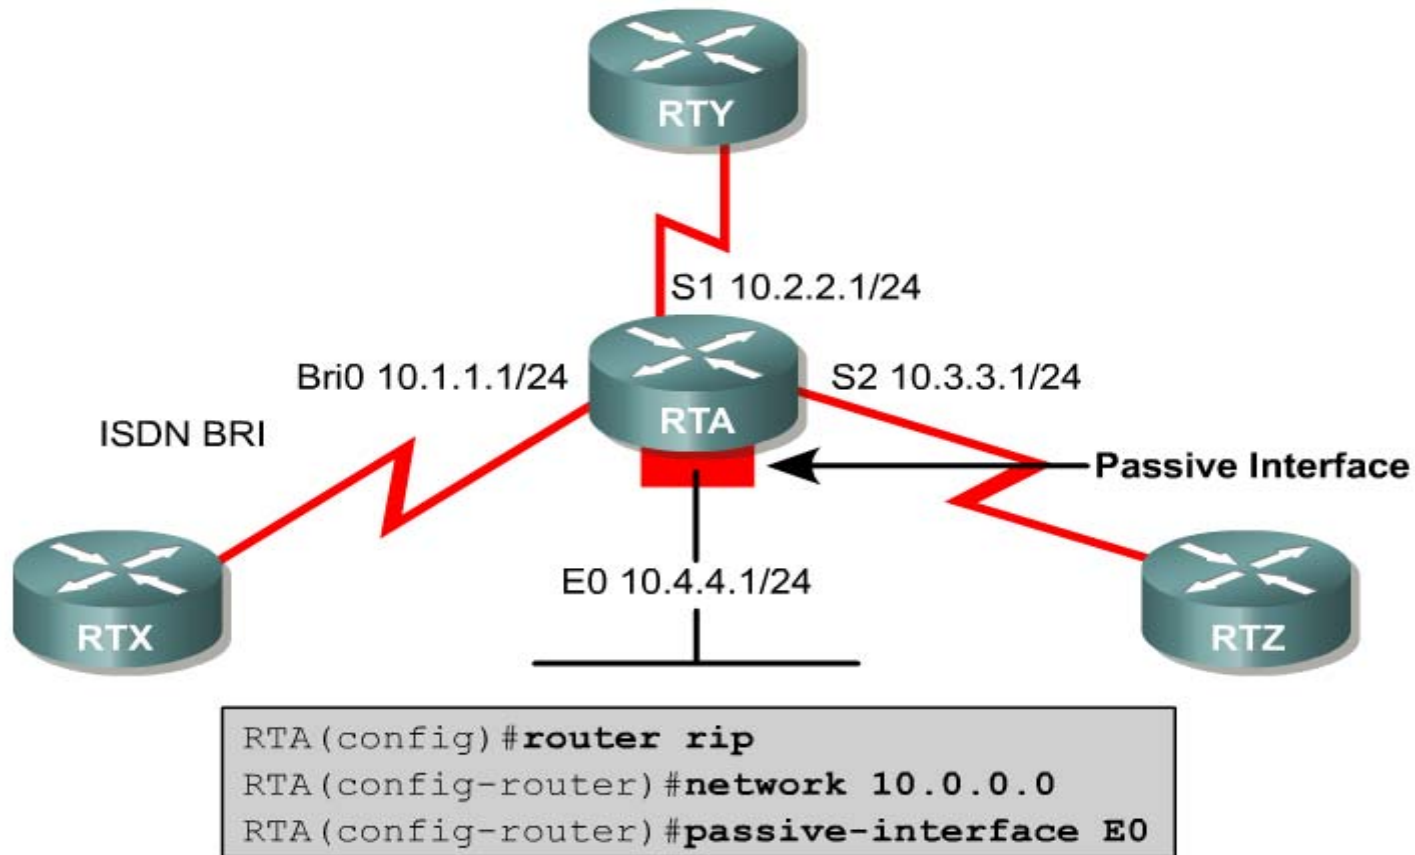 RTY
S1 10.2.2.1/24
Bri0 10.1.1.1/24
S2 10.3.3.1/24
RTA
ISDN BRI
Passive Interface
E0 10.4.4.1/24
RTX
RTZ
RTA(config)#router rip
RTA(config-router)#network 10.0.0.0
RTA(config-router)#passive-interface E0